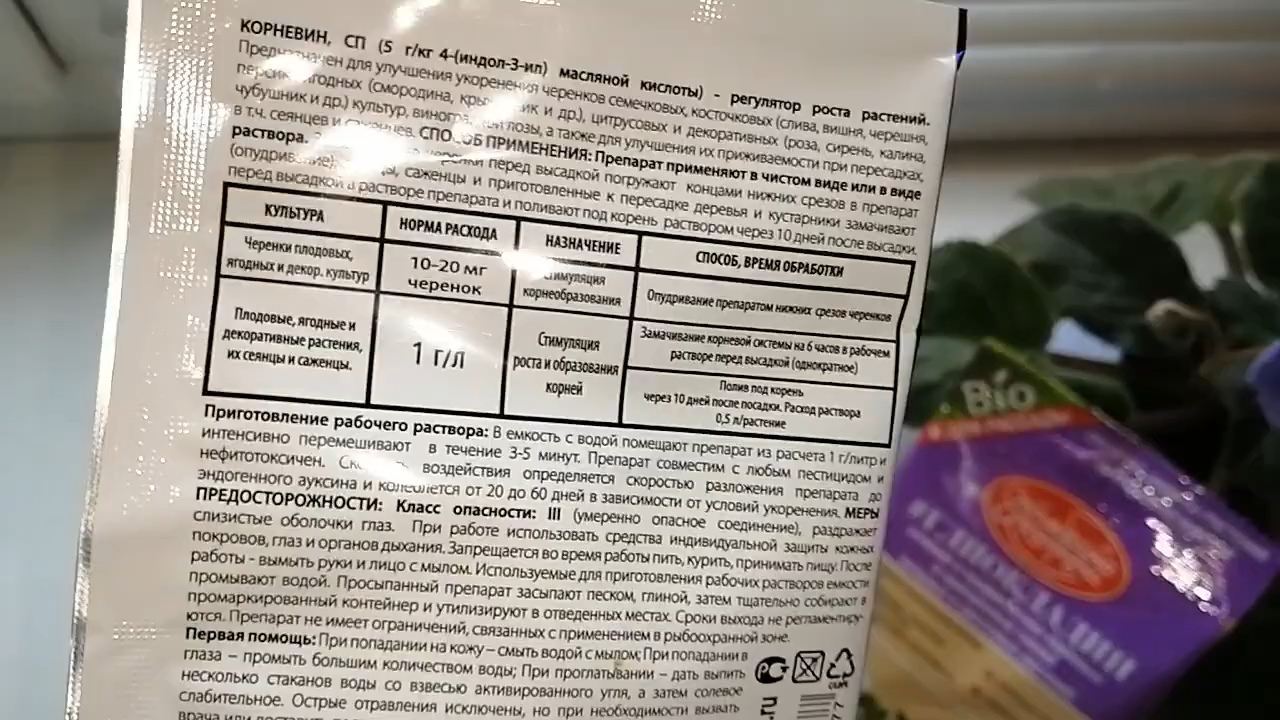 КОРНЕВИН, СП (5 г/кг 4-(индол-3-ил) масляной кислоты) - регулятор роста растений.
для улучшения укоренения черенков семечковых, косточковых (слива, вишня, черешня,
(смородина, и др.), цитрусовых и декоративных (роза, сирень, калина,
чубушник и др.) культур, лозы, а также для улучшения их приживаемости при пересадках,
в т.ч. сеянцев и СПОСОБ ПРИМЕНЕНИЯ: Препарат применяют в чистом виде или в виде
раствора. перед высадкой погружают концами нижних срезов в препарат
саженцы и приготовленные к пересадке деревья и кустарники замачивают
перед высадкой в растворе препарата и поливают под корень раствором через 10 дней после высадки.
КУЛЬТУРА
НОРМА РАСХОДА
НАЗНАЧЕНИЕ
СПОСОБ, ВРЕМЯ ОБРАБОТКИ
Черенки плодовых,
ягодных и декор. культур
10-20 мг
черенок
стимуляция
корнеобразования
Опудривание препаратом нижних срезов черенков
Плодовые, ягодные и
декоративные растения,
их сеянцы и саженцы.
1 г/л
Стимуляция
роста и образования
корней
Замачивание корневой системы на 6 часов в рабочем
растворе перед высадкой (однократное)
Полив под корень
через 10 дней после посадки. Расход раствора
0,5 л/растение
Приготовление рабочего раствора: В емкость с водой помещают препарат из расчета 1 г/литр и
интенсивно перемешивают в течение 3-5 минут. Препарат совместим с любым пестицидом и
нефитотоксичен. воздействия определяется скоростью разложения препарата до
эндогенного ауксина и колеблется от 20 до 60 дней в зависимости от условий укоренения. МЕРЫ
ПРЕДОСТОРОЖНОСТИ: Класс опасности: III (умеренно опасное соединение), раздражает
слизистые оболочки глаз. При работе использовать средства индивидуальной защиты кожных
покровов, глаз и органов дыхания. Запрещается во время работы пить, курить, принимать пищу. После
работы - вымыть руки и лицо с мылом. Используемые для приготовления рабочих растворов емкости
промывают водой. Просыпанный препарат засыпают песком, глиной, затем тщательно собирают в
промаркированный контейнер и утилизируют в отведенных местах. Сроки выхода не регламентиру-
ются. Препарат не имеет ограничений, связанных с применением в рыбоохранной зоне.
Первая помощь: При попадании на кожу – смыть водой с мылом; При попадании в
глаза – промыть большим количеством воды; При проглатывании – дать выпить
несколько стаканов воды со взвесью активированного угля, а затем солевое
слабительное. Острые отравления исключены, но при необходимости вызвать
врача или
.ru
77
Bio